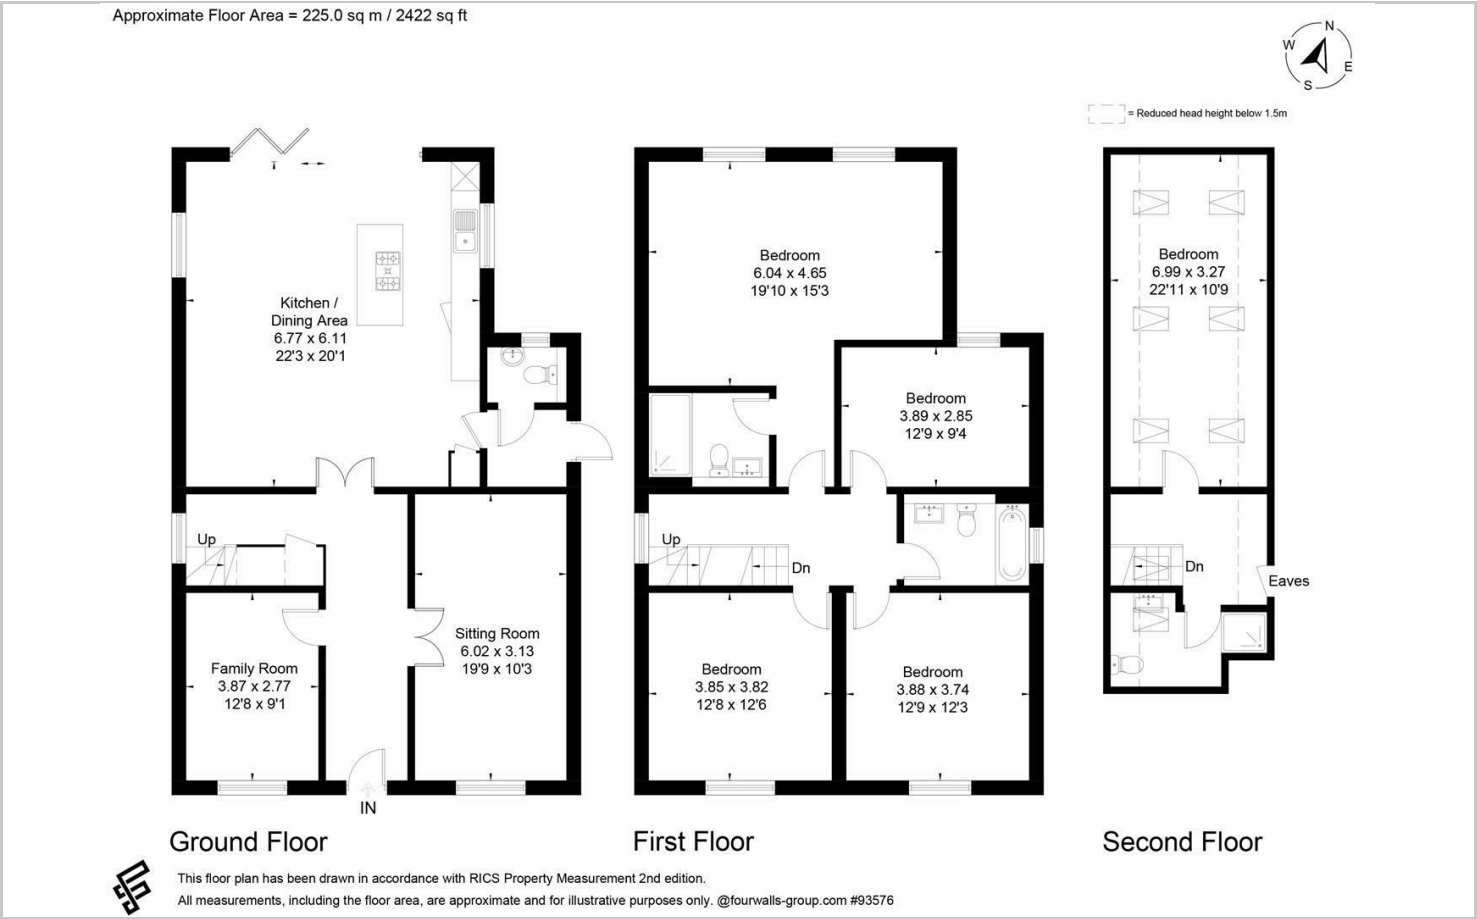 Approximate Floor Area = 225.0 sq m / 2422 sq ft
N
W
E
S
= Reduced head height below 1.5m
Kitchen /
Dining Area
6.77 x 6.11
22'3 x 20'1
Up
Family Room
3.87 x 2.77
12'8 x 9'1
Sitting Room
6.02 x 3.13
19'9 x 10'3
IN
Ground Floor
Bedroom
6.04 x 4.65
19'10 x 15'3
Bedroom
3.89 x 2.85
12'9 x 9'4
Up
Dn
Bedroom
3.85 x 3.82
12'8 x 12'6
Bedroom
3.88 x 3.74
12'9 x 12'3
First Floor
Bedroom
6.99 x 3.27
22'11 x 10'9
Dn
Eaves
Second Floor
This floor plan has been drawn in accordance with RICS Property Measurement 2nd edition.
All measurements, including the floor area, are approximate and for illustrative purposes only. @fourwalls-group.com #93576